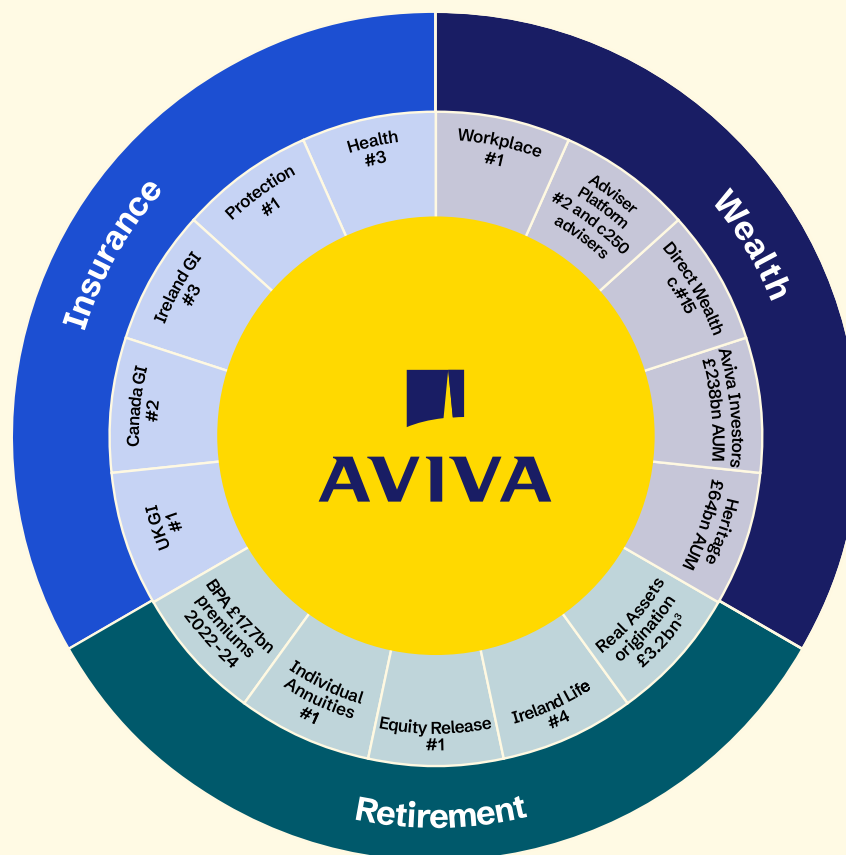 Insurance
Health
#3
Protection
#1
Ireland GI
#3
Canada GI
#2
UK GI
#1
Wealth
Workplace
#1
Adviser
Platform
#2 and c250
advisers
Direct Wealth
c.#15
Aviva Investors
£238bn AUM
Heritage
£64bn AUM
Retirement
BPA £17.7bn
premiums
2022-24
Individual
Annuities
#1
Equity Release
#1
Ireland Life
#4
Real Assets
origination
£3.2bn³
AVIVA